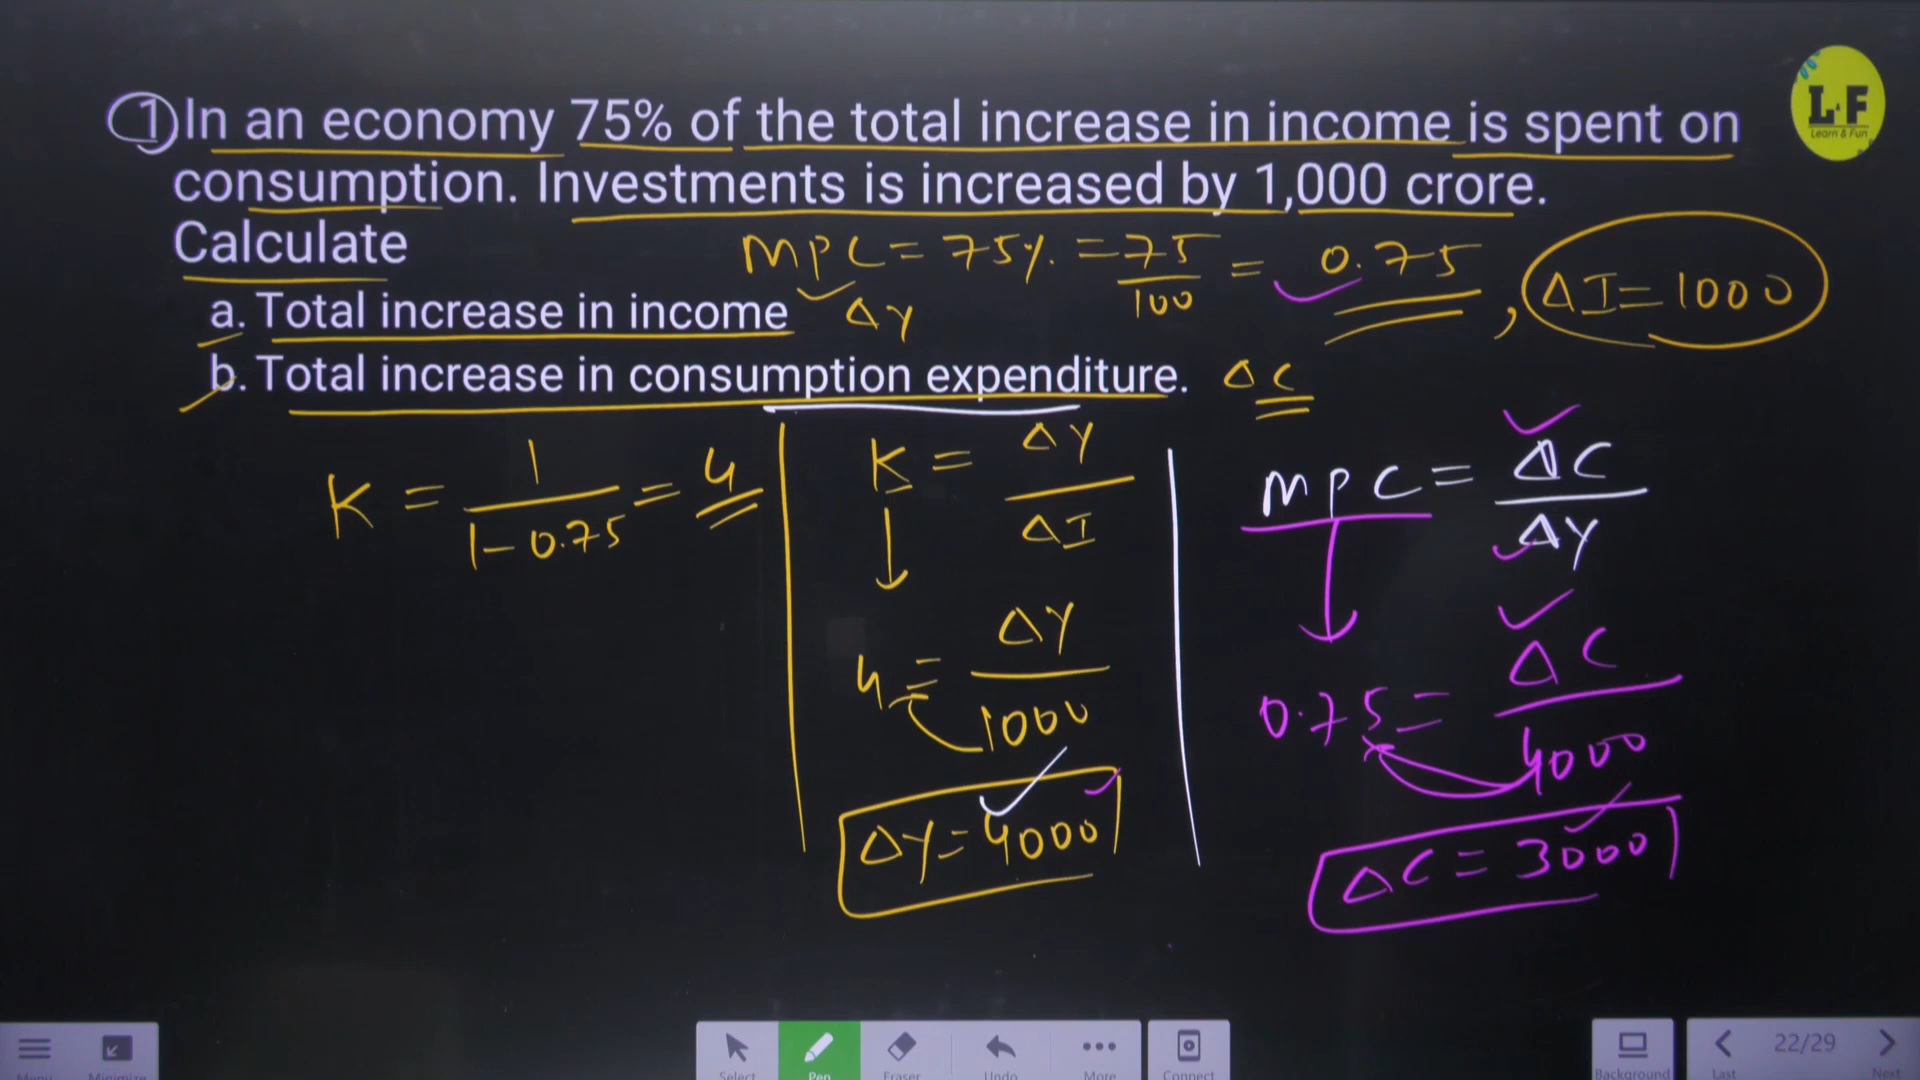 L&F
Learn & Fun
1) In an economy 75% of the total increase in income is spent on
consumption. Investments is increased by 1,000 crore.
Calculate
MPC = 75% = 75/100 = 0.75, ΔI = 1000
a. Total increase in income ΔY
b. Total increase in consumption expenditure. ΔC
K = 1/(1-0.75) = 4
K = ΔY/ΔI
4 = ΔY/1000
ΔY = 4000
MPC = ΔC/ΔY
0.75 = ΔC/4000
ΔC = 3000
Menu Minimize Select Pen Eraser Undo More Connect Background Last 22/29 Next